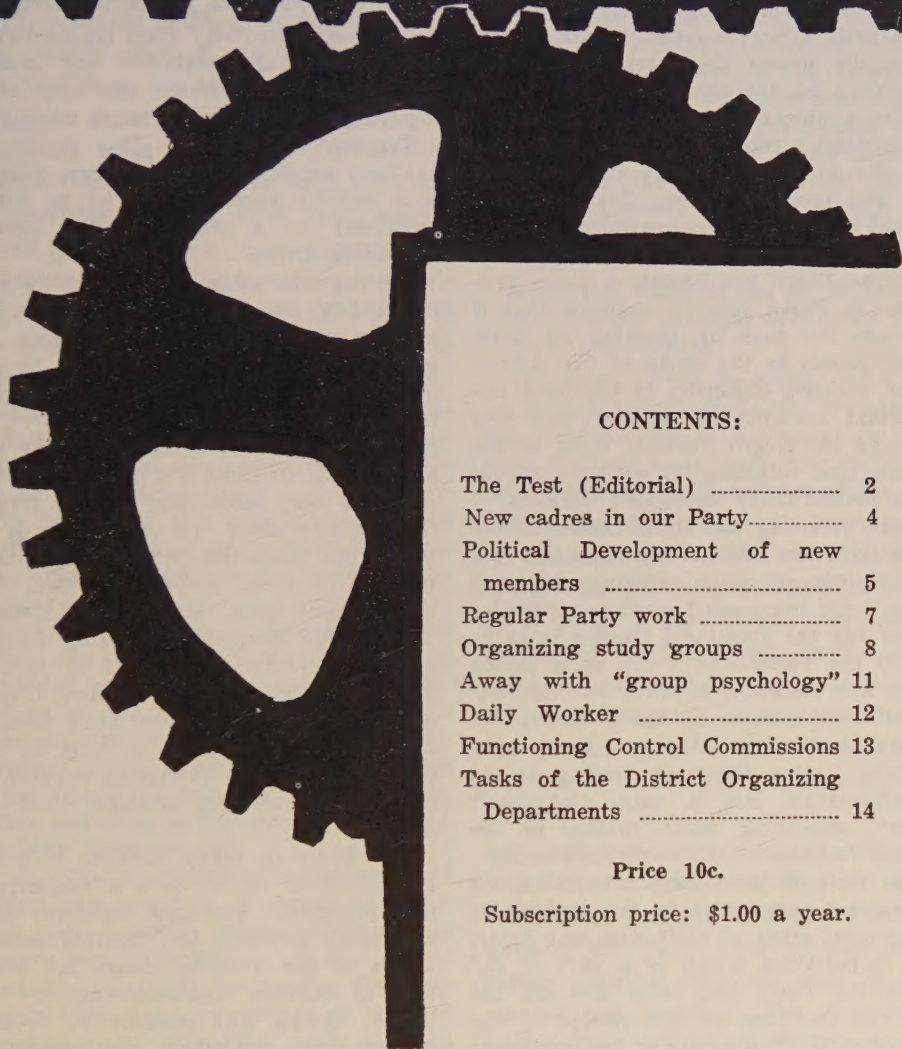 CONTENTS:
The Test (Editorial) .................... 2
New cadres in our Party.................. 4
Political Development of new
members .................... 5
Regular Party work .................... 7
Organizing study groups ............. 8
Away with “group psychology” 11
Daily Worker .................... 12
Functioning Control Commissions 13
Tasks of the District Organizing
Departments .................... 14
Price 10c.
Subscription price: $1.00 a year.